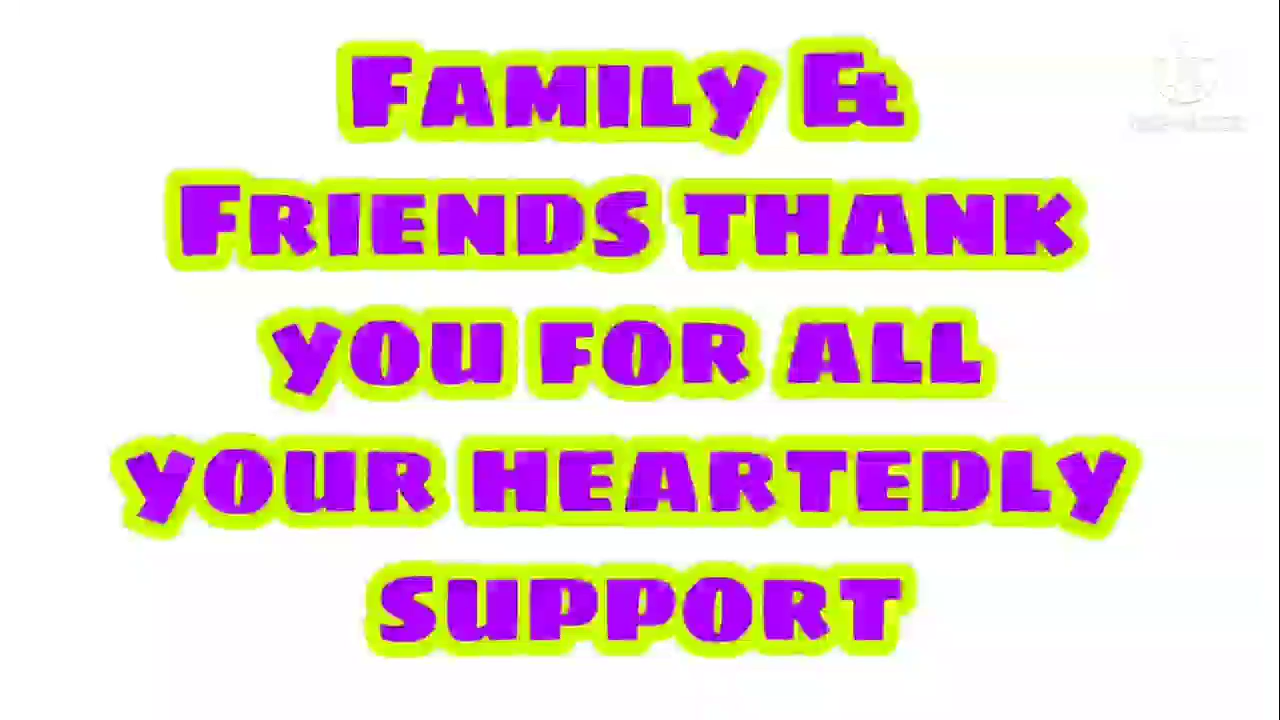 Family &
Friends thank
you for all
your heartedly
support